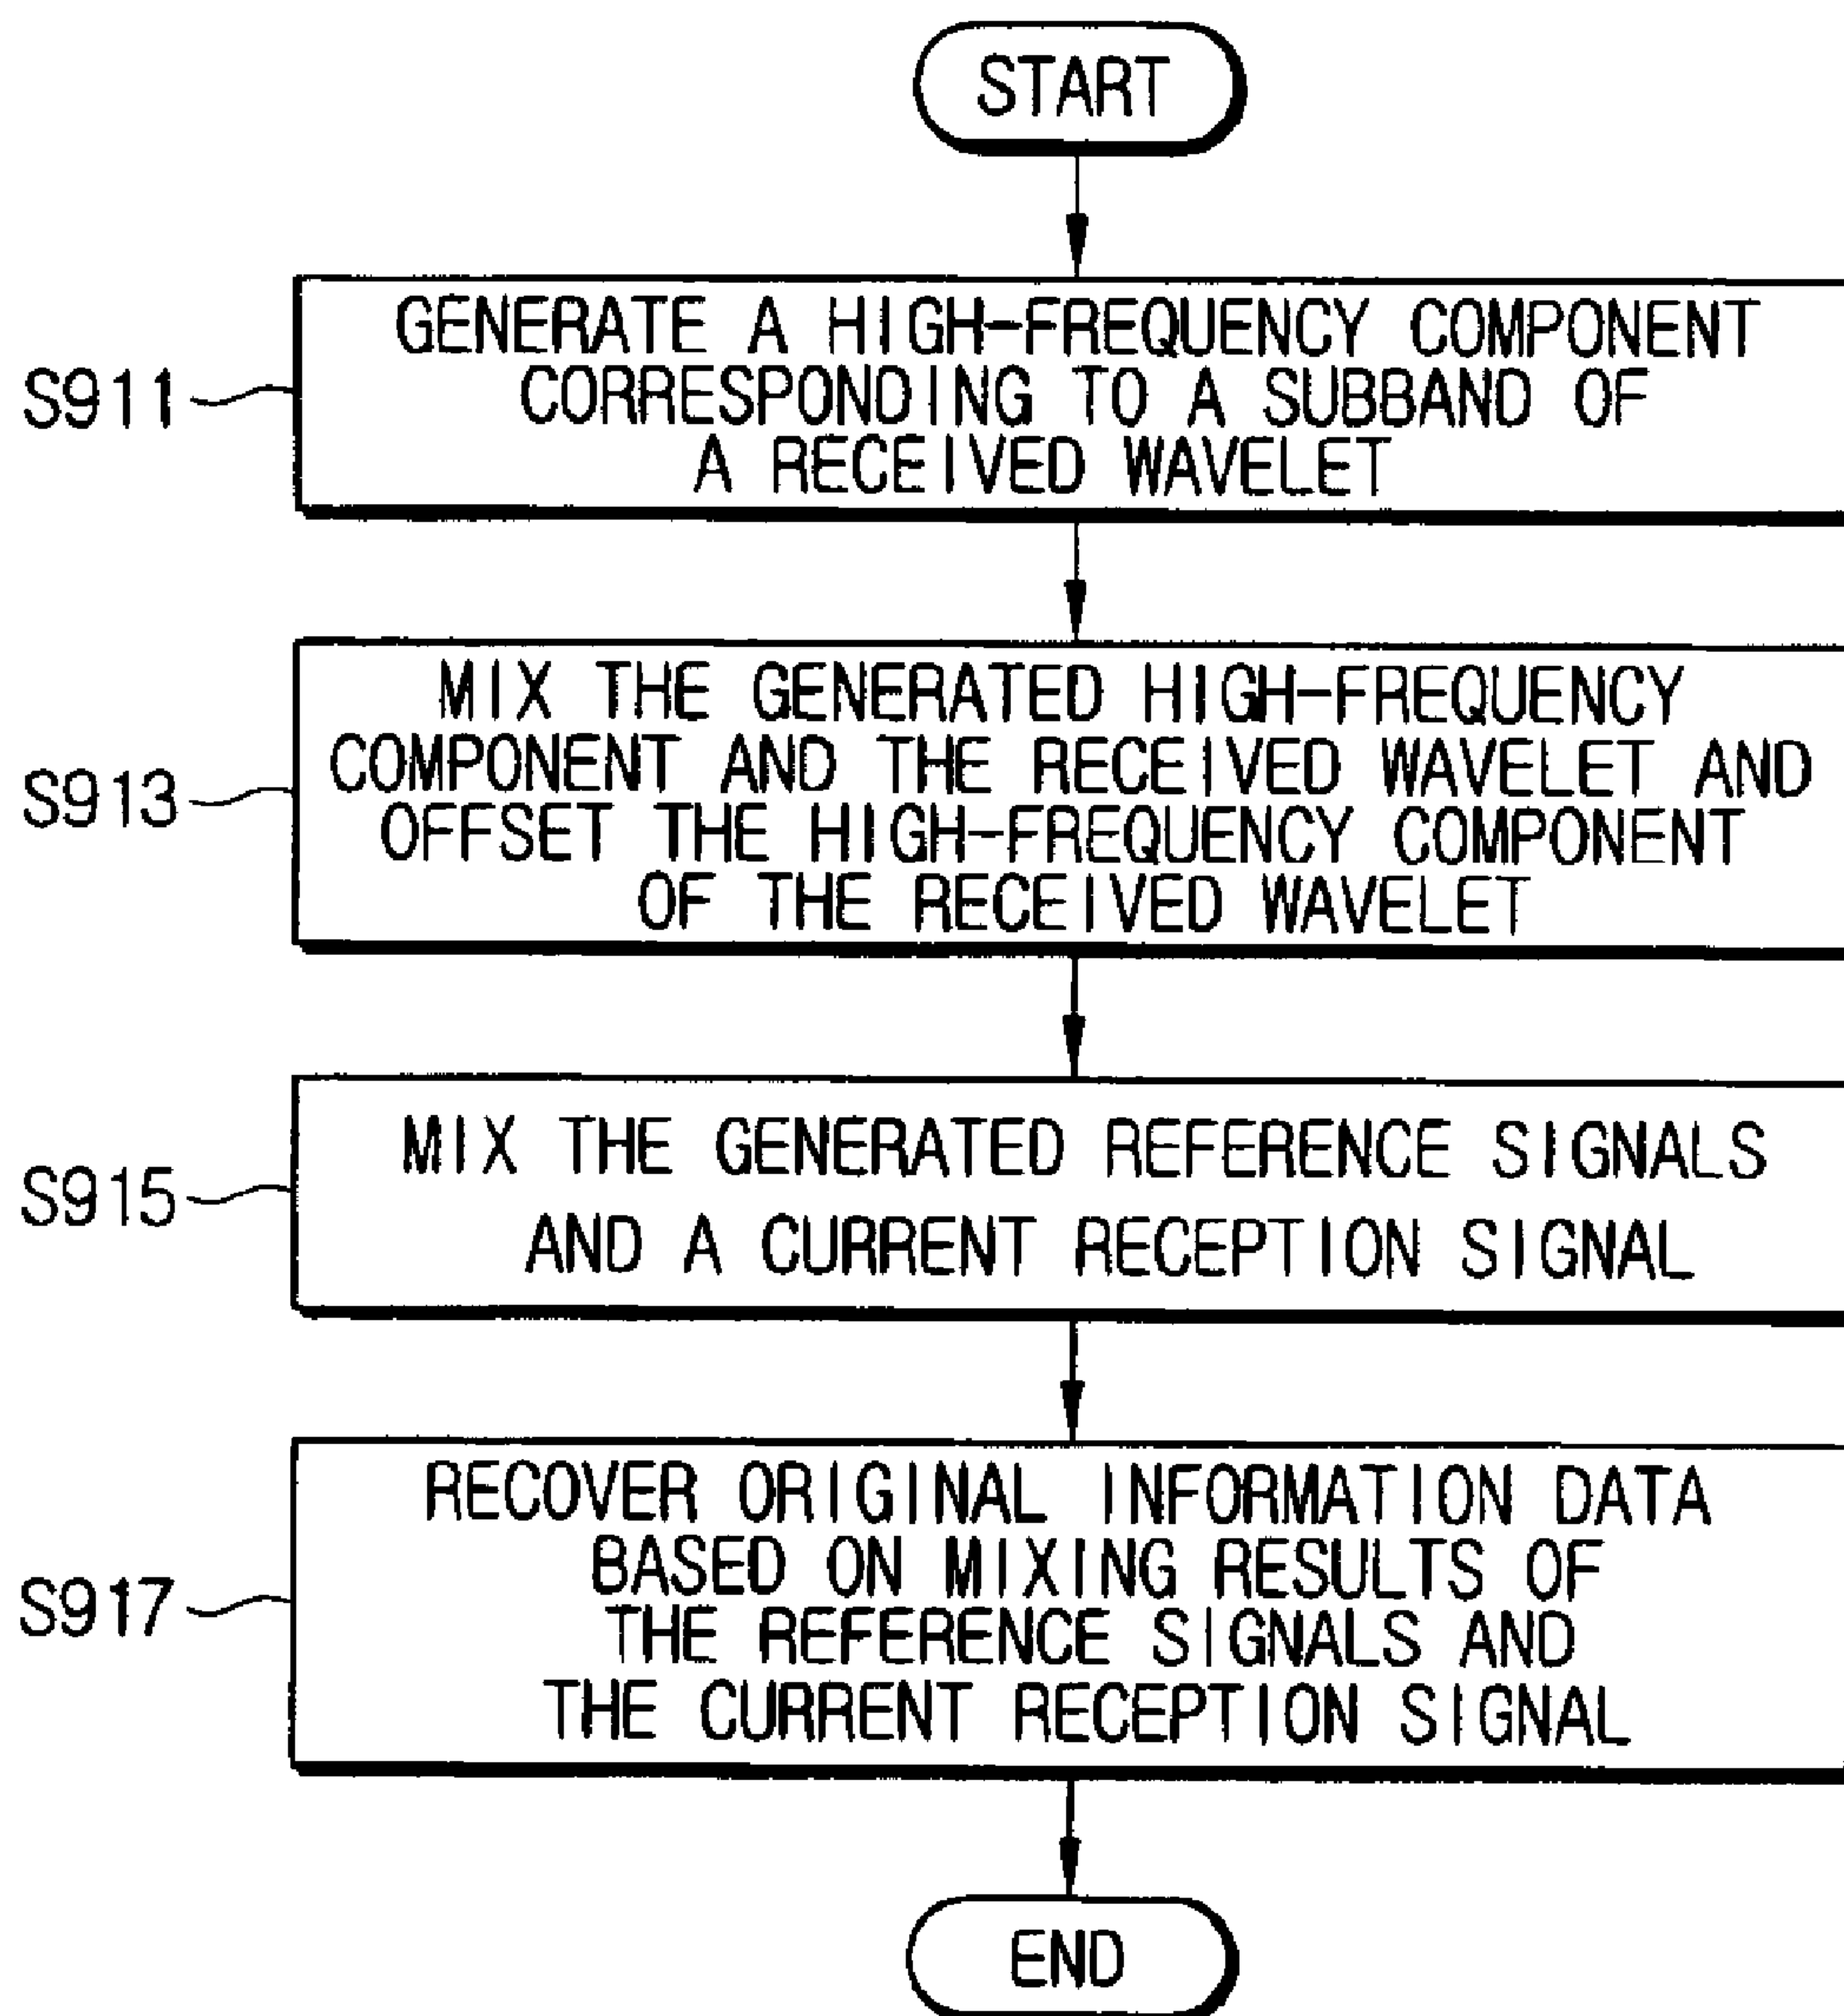 START
S911
GENERATE A HIGH-FREQUENCY COMPONENT
CORRESPONDING TO A SUBBAND OF
A RECEIVED WAVELET
S913
MIX THE GENERATED HIGH-FREQUENCY
COMPONENT AND THE RECEIVED WAVELET AND
OFFSET THE HIGH-FREQUENCY COMPONENT
OF THE RECEIVED WAVELET
S915
MIX THE GENERATED REFERENCE SIGNALS
AND A CURRENT RECEPTION SIGNAL
S917
RECOVER ORIGINAL INFORMATION DATA
BASED ON MIXING RESULTS OF
THE REFERENCE SIGNALS AND
THE CURRENT RECEPTION SIGNAL
END